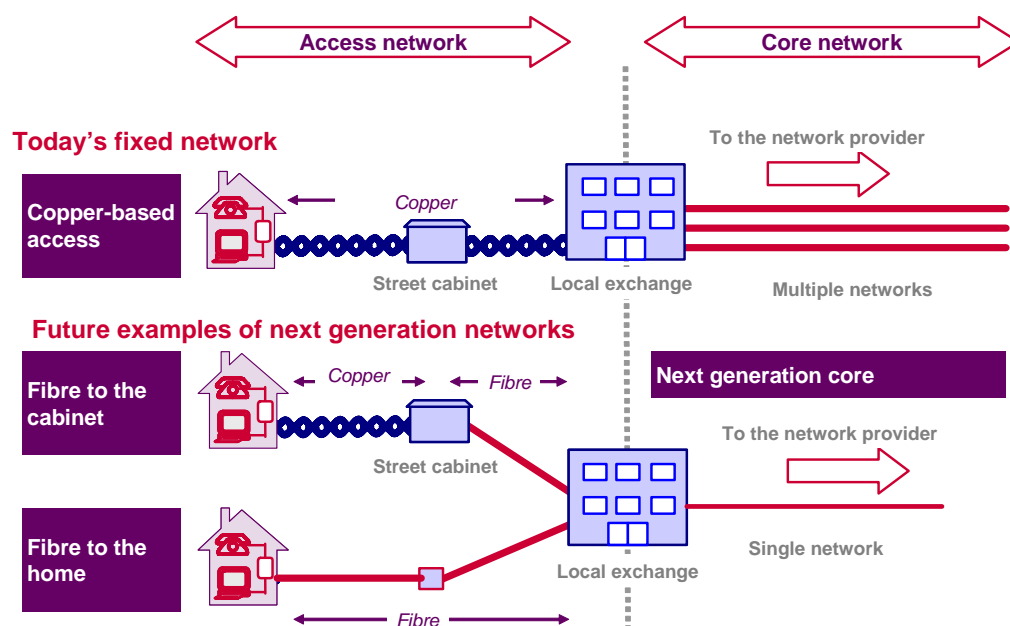 Access network
Core network
Today's fixed network
To the network provider
Copper-based
access
Copper
Street cabinet
Local exchange
Multiple networks
Future examples of next generation networks
Fibre to the
cabinet
Copper
Fibre
Next generation core
Street cabinet
To the network provider
Fibre to the
home
Local exchange
Single network
Fibre